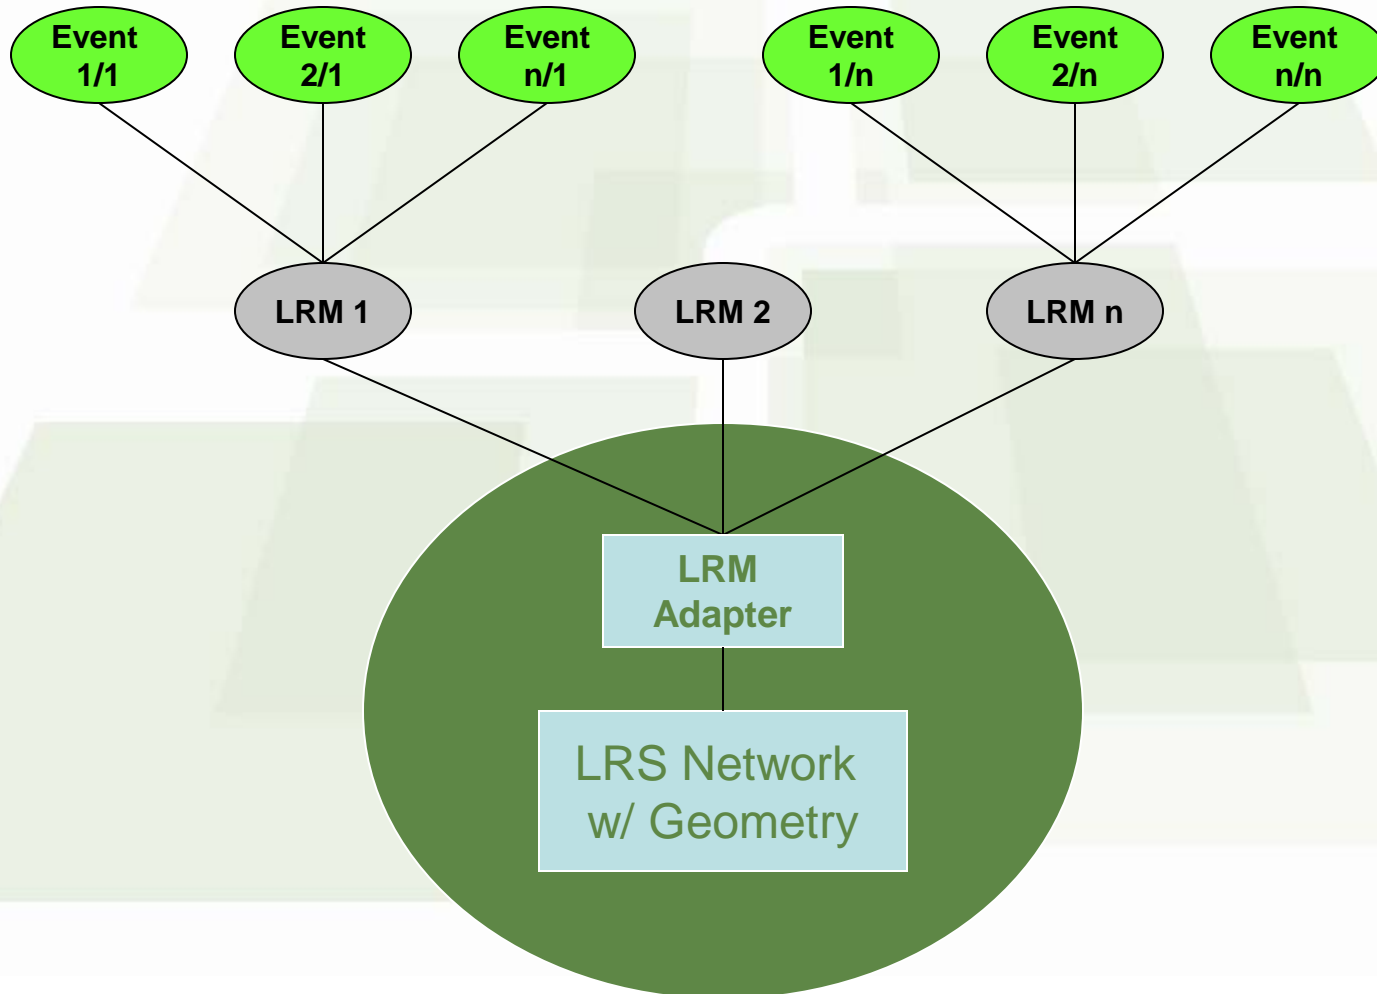 Event
1/1
Event
2/1
Event
n/1
Event
1/n
Event
2/n
Event
n/n
LRM 1
LRM 2
LRM n
LRM
Adapter
LRS Network
w/ Geometry